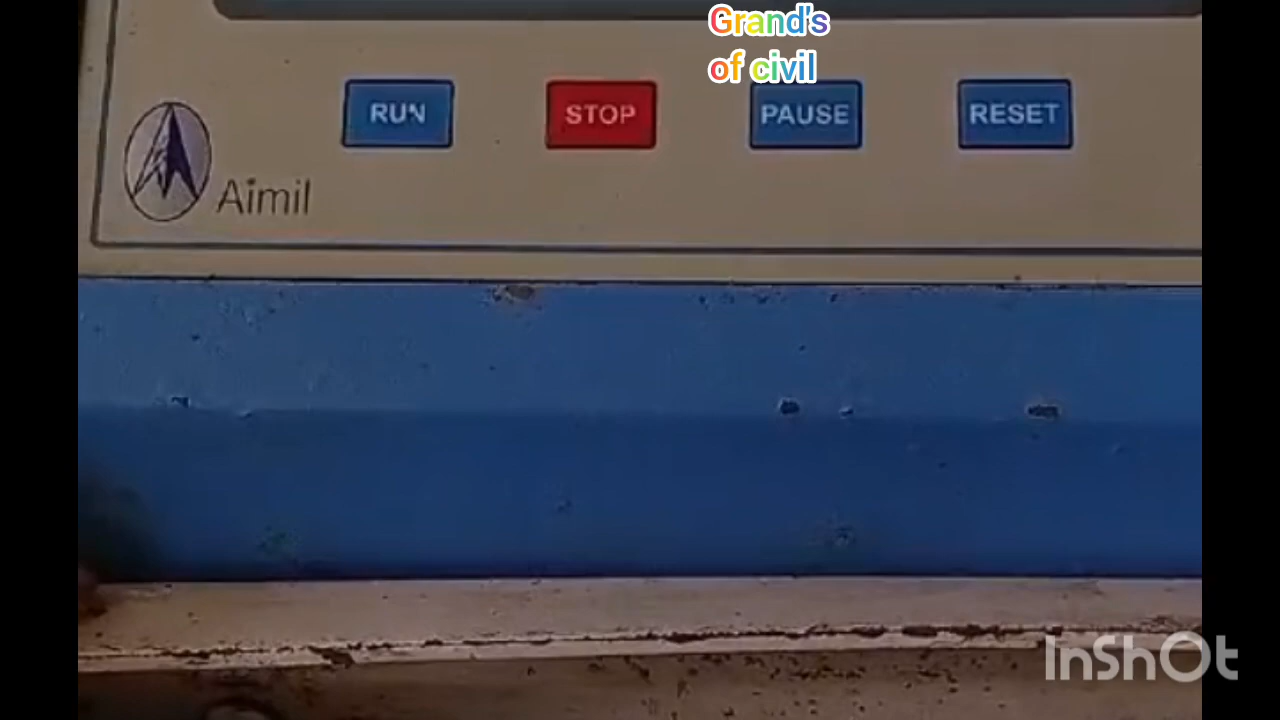 Grand's
of civil
RUN STOP PAUSE RESET
Aimil
InShOt